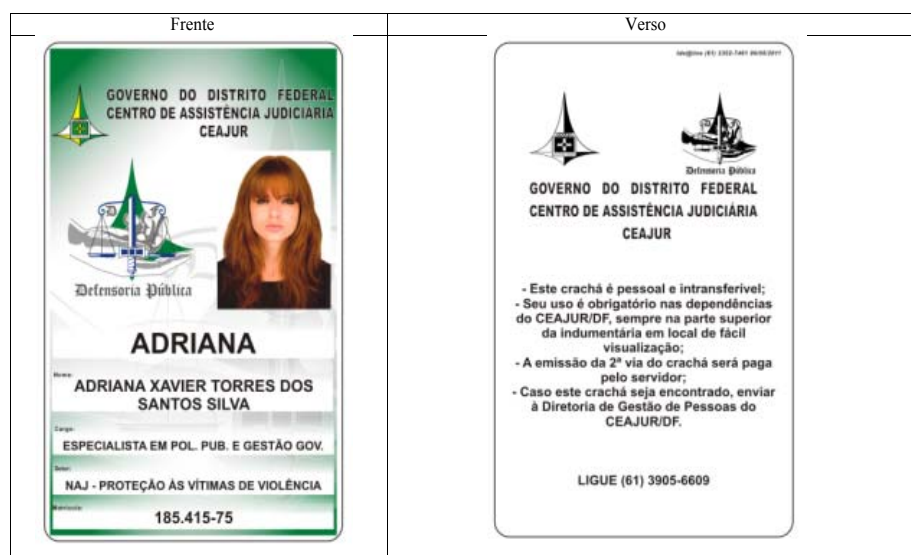 Frente
GOVERNO DO DISTRITO FEDERAL
CENTRO DE ASSISTÊNCIA JUDICIÁRIA
CEAJUR
D F
Defensoria Pública
ADRIANA
Nome:
ADRIANA XAVIER TORRES DOS
SANTOS SILVA
Cargo:
ESPECIALISTA EM POL. PUB. E GESTÃO GOV.
Setor:
NAJ - PROTEÇÃO ÀS VÍTIMAS DE VIOLÊNCIA
Matrícula:
185.415-75
Verso
Defensoria Pública
GOVERNO DO DISTRITO FEDERAL
CENTRO DE ASSISTÊNCIA JUDICIÁRIA
CEAJUR
- Este crachá é pessoal e intransferível;
- Seu uso é obrigatório nas dependências
do CEAJUR/DF, sempre na parte superior
da indumentária em local de fácil
visualização;
- A emissão da 2ª via do crachá será paga
pelo servidor;
- Caso este crachá seja encontrado, enviar
à Diretoria de Gestão de Pessoas do
CEAJUR/DF.
LIGUE (61) 3905-6609